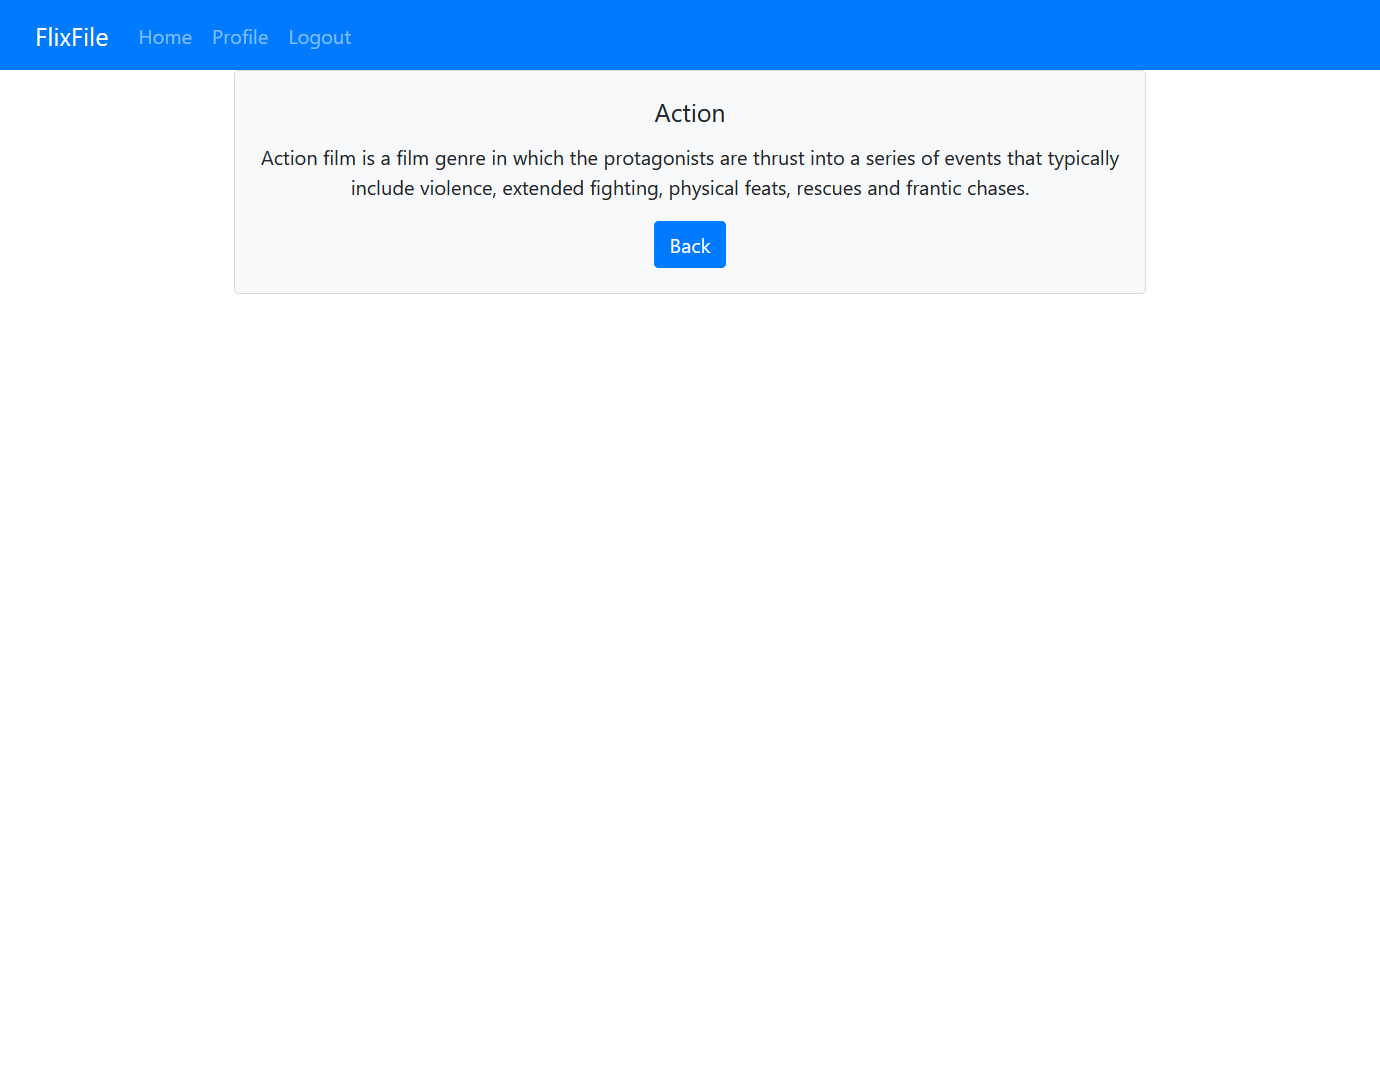 FlixFile Home Profile Logout
Action
Action film is a film genre in which the protagonists are thrust into a series of events that typically
include violence, extended fighting, physical feats, rescues and frantic chases.
Back